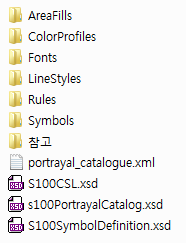 AreaFills
ColorProfiles
Fonts
LineStyles
Rules
Symbols
참고
portrayal_catalogue.xml
S100CSL.xsd
s100PortrayalCatalog.xsd
S100SymbolDefinition.xsd